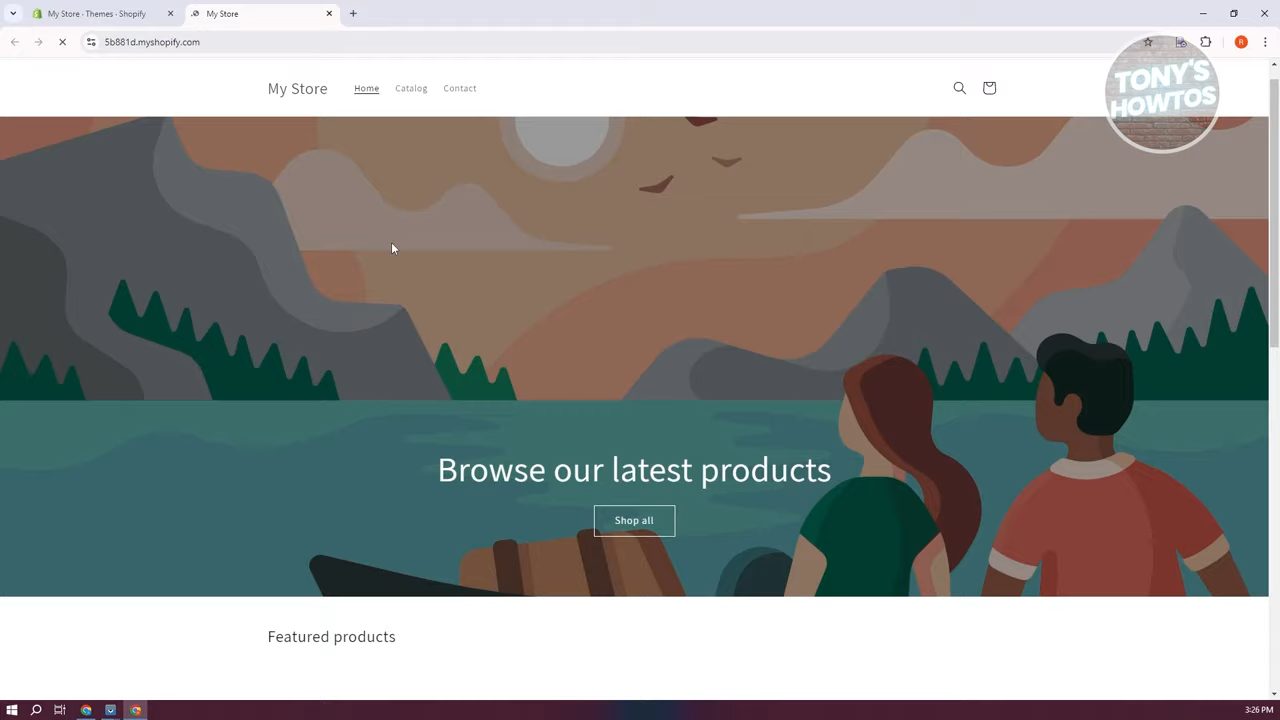 My Store - Themes - Shopify
My Store
5b881d.myshopify.com
R
My Store
Home
Catalog
Contact
TONY'S
HOWTOS
Browse our latest products
Shop all
Featured products
3:26 PM